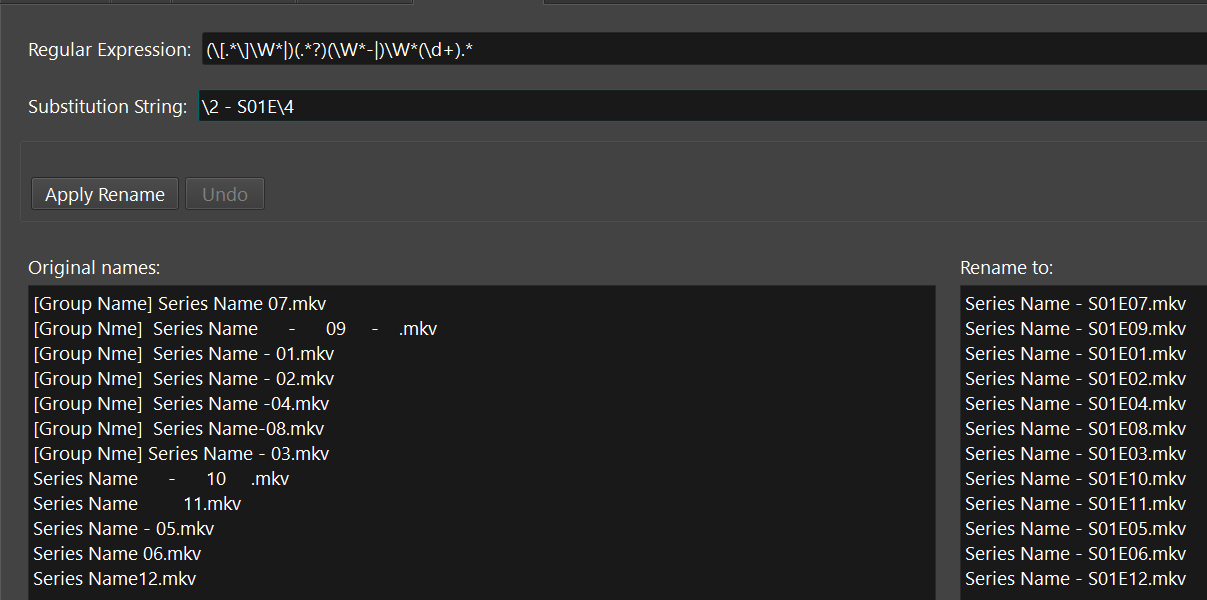 Regular Expression: (\[.*\]\W*|)(.*?)(\W*-|)\W*(\d+).*
Substitution String: \2 - S01E\4
Apply Rename Undo
Original names:
[Group Name] Series Name 07.mkv
[Group Nme]  Series Name      -      09     -    .mkv
[Group Nme]  Series Name - 01.mkv
[Group Nme]  Series Name - 02.mkv
[Group Nme]  Series Name -04.mkv
[Group Nme]  Series Name-08.mkv
[Group Nme] Series Name - 03.mkv
Series Name      -      10     .mkv
Series Name         11.mkv
Series Name - 05.mkv
Series Name 06.mkv
Series Name12.mkv
Rename to:
Series Name - S01E07.mkv
Series Name - S01E09.mkv
Series Name - S01E01.mkv
Series Name - S01E02.mkv
Series Name - S01E04.mkv
Series Name - S01E08.mkv
Series Name - S01E03.mkv
Series Name - S01E10.mkv
Series Name - S01E11.mkv
Series Name - S01E05.mkv
Series Name - S01E06.mkv
Series Name - S01E12.mkv